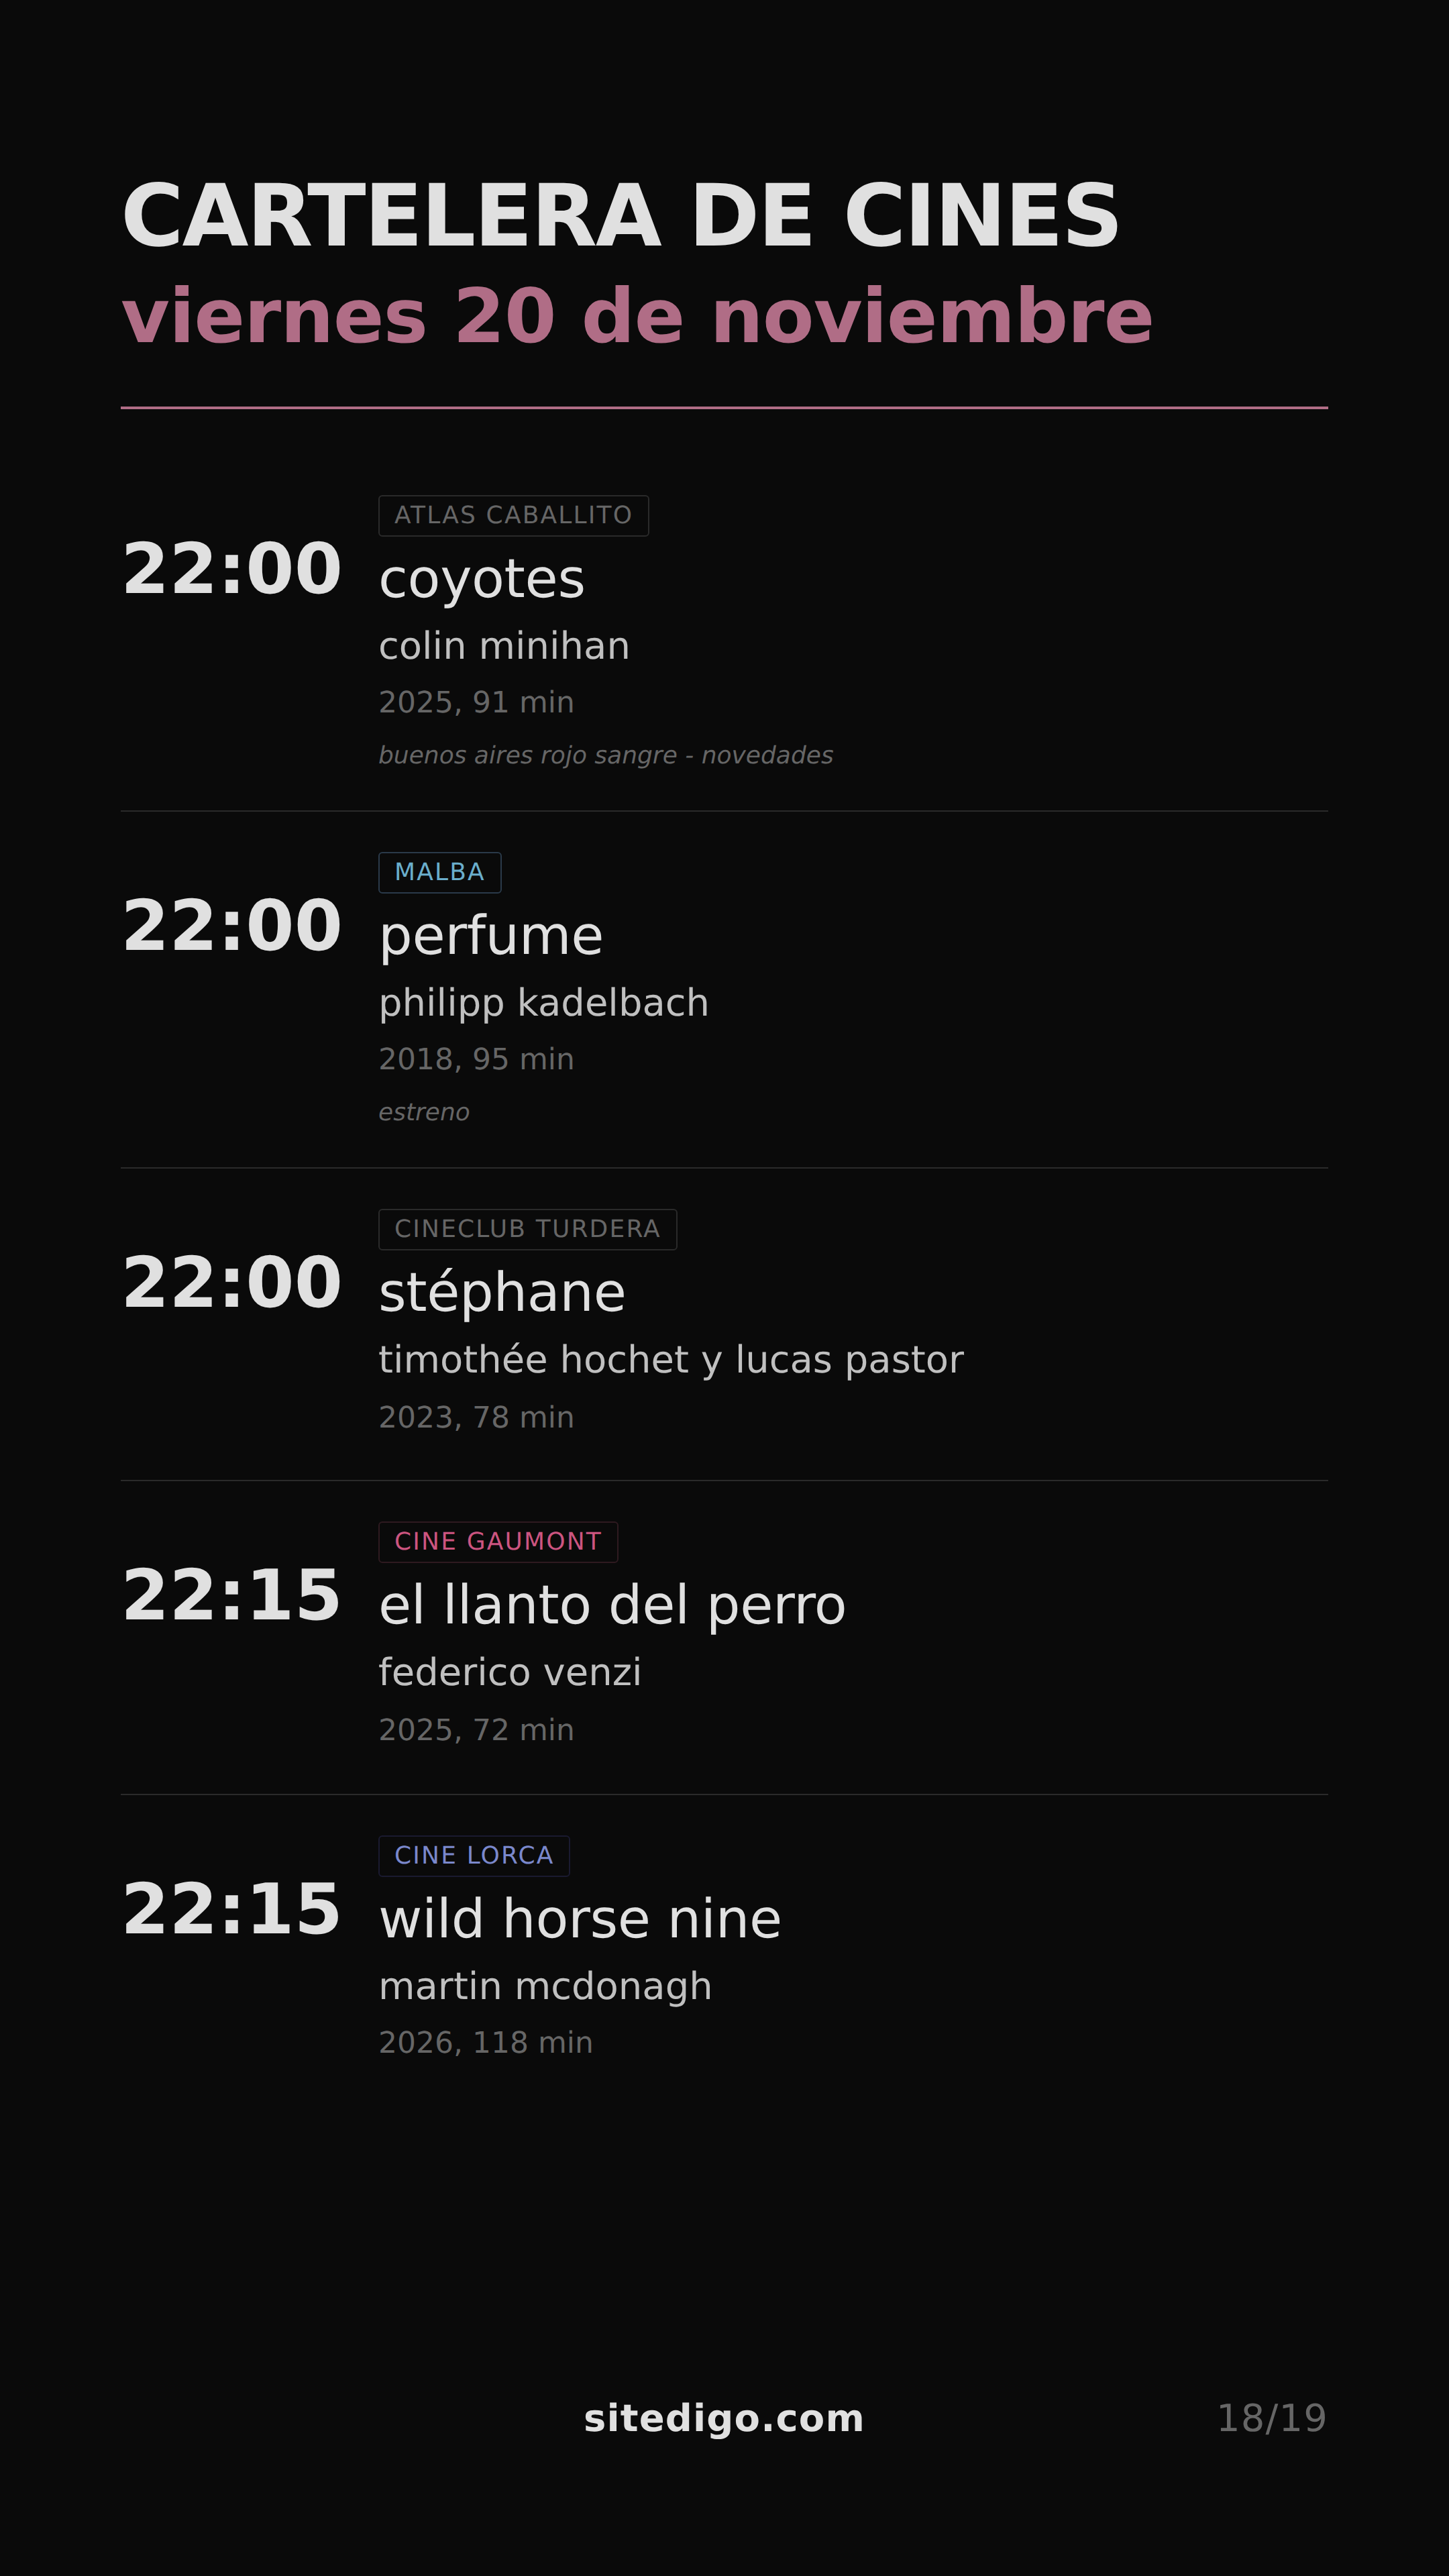 CARTELERA DE CINES
viernes 20 de noviembre
ATLAS CABALLITO
22:00
coyotes
colin minihan
2025, 91 min
buenos aires rojo sangre - novedades
MALBA
22:00
perfume
philipp kadelbach
2018, 95 min
estreno
CINECLUB TURDERA
22:00
stéphane
timothée hochet y lucas pastor
2023, 78 min
CINE GAUMONT
22:15
el llanto del perro
federico venzi
2025, 72 min
CINE LORCA
22:15
wild horse nine
martin mcdonagh
2026, 118 min
sitedigo.com
18/19